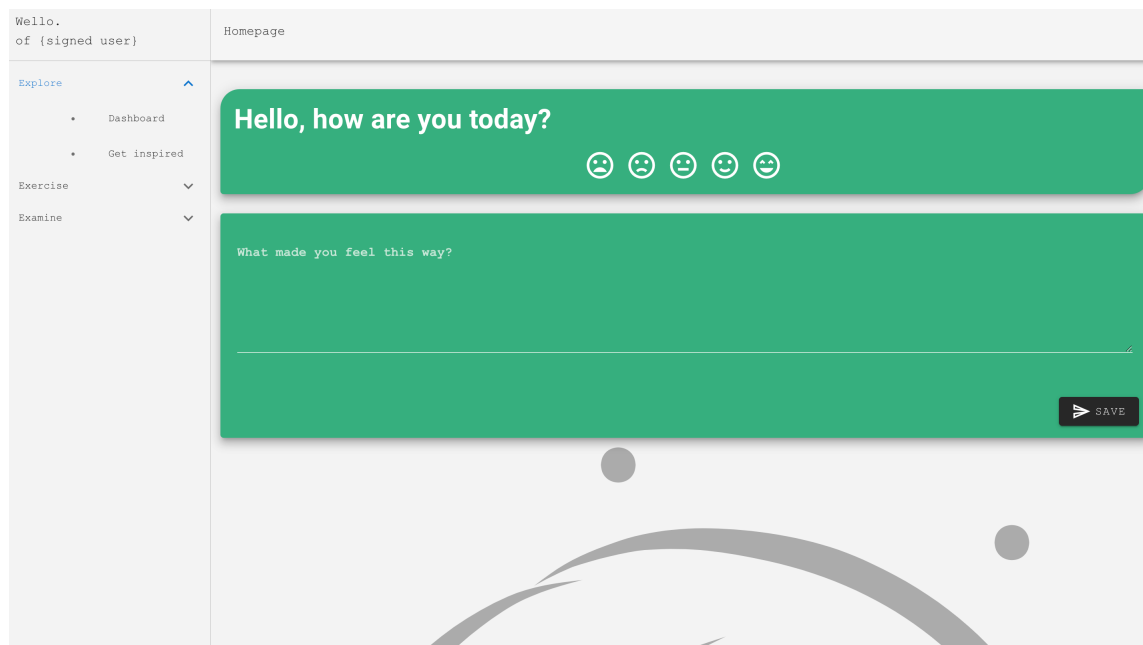 Wello.
of {signed user}
Homepage
Explore
Dashboard
Get inspired
Exercise
Examine
Hello, how are you today?
What made you feel this way?
SAVE